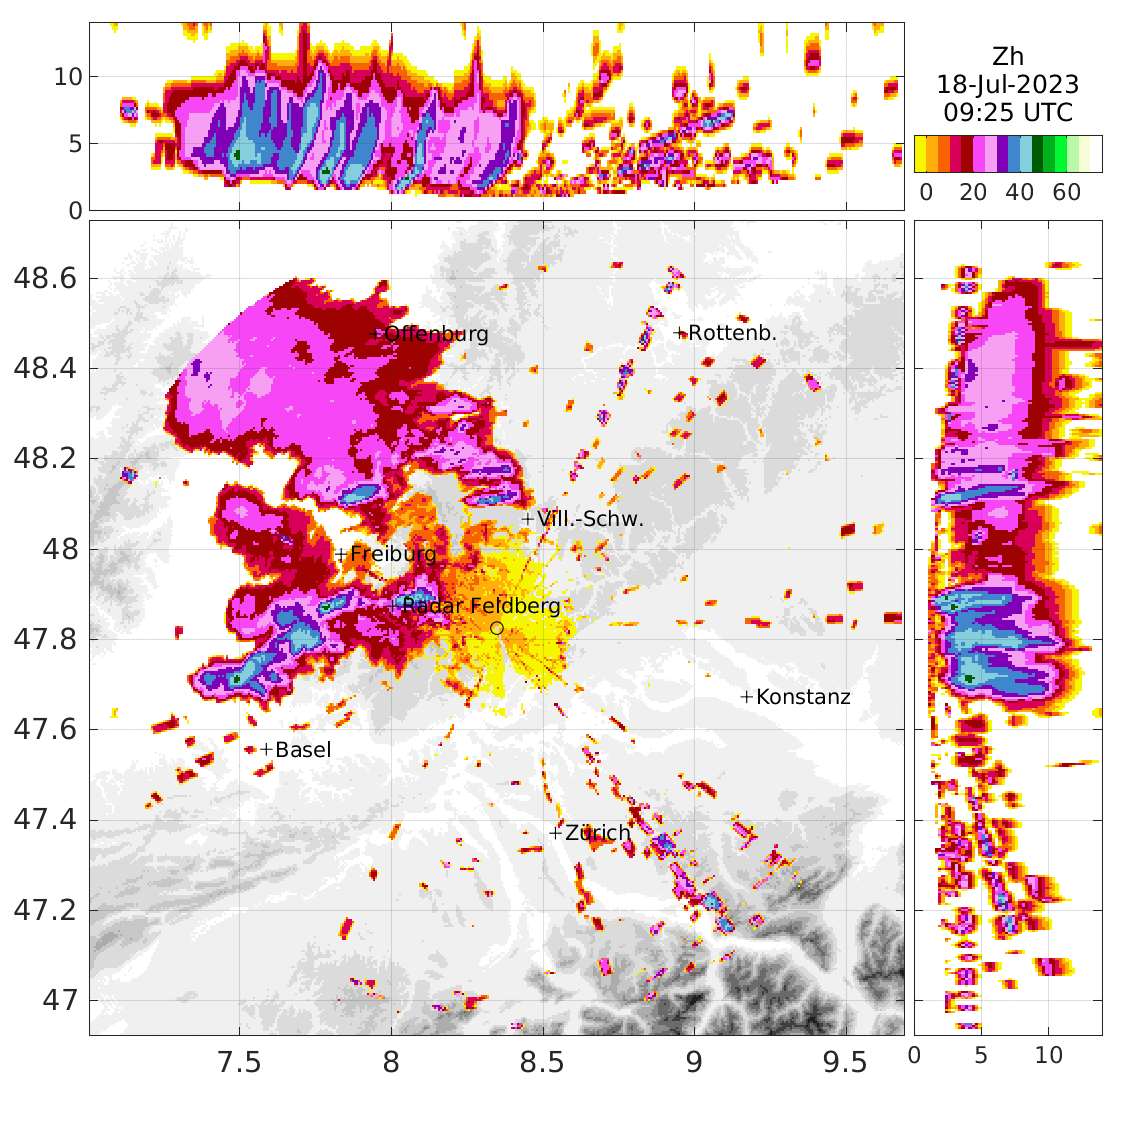 10
5
0
Zh
18-Jul-2023
09:25 UTC
0 20 40 60
48.6
48.4
48.2
48
47.8
47.6
47.4
47.2
47
Offenburg
Rottenb.
Vill.-Schw.
Freiburg
Radar Feldberg
Konstanz
Basel
Zürich
7.5 8 8.5 9 9.5
0 5 10